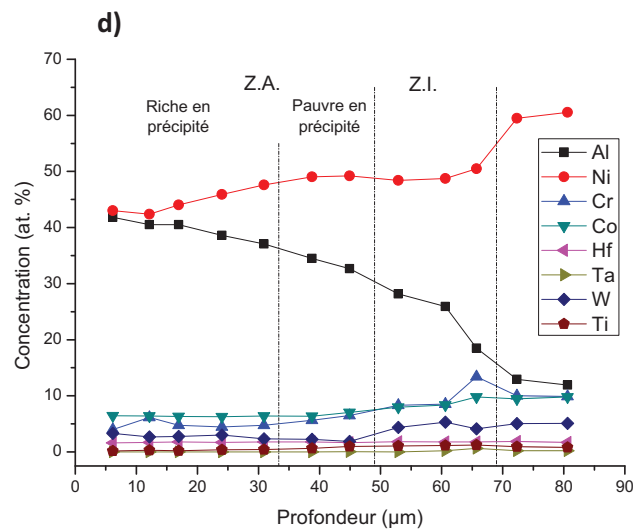 d)
Z.A.
Z.I.
Riche en
précipité
Pauvre en
précipité
Concentration (at. %)
70
60
50
40
30
20
10
0
Al
Ni
Cr
Co
Hf
Ta
W
Ti
0 10 20 30 40 50 60 70 80 90
Profondeur (µm)